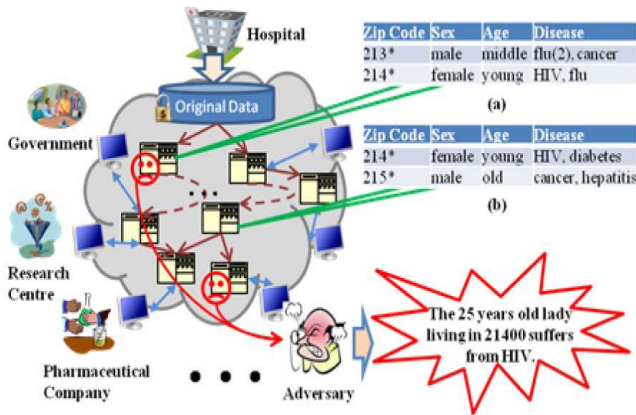 Hospital
Original Data
Government
Research
Centre
Pharmaceutical
Company
Adversary
Zip Code Sex Age Disease
213* male middle flu(2), cancer
214* female young HIV, flu
(a)
Zip Code Sex Age Disease
214* female young HIV, diabetes
215* male old cancer, hepatitis
(b)
The 25 years old lady
living in 21400 suffers
from HIV.